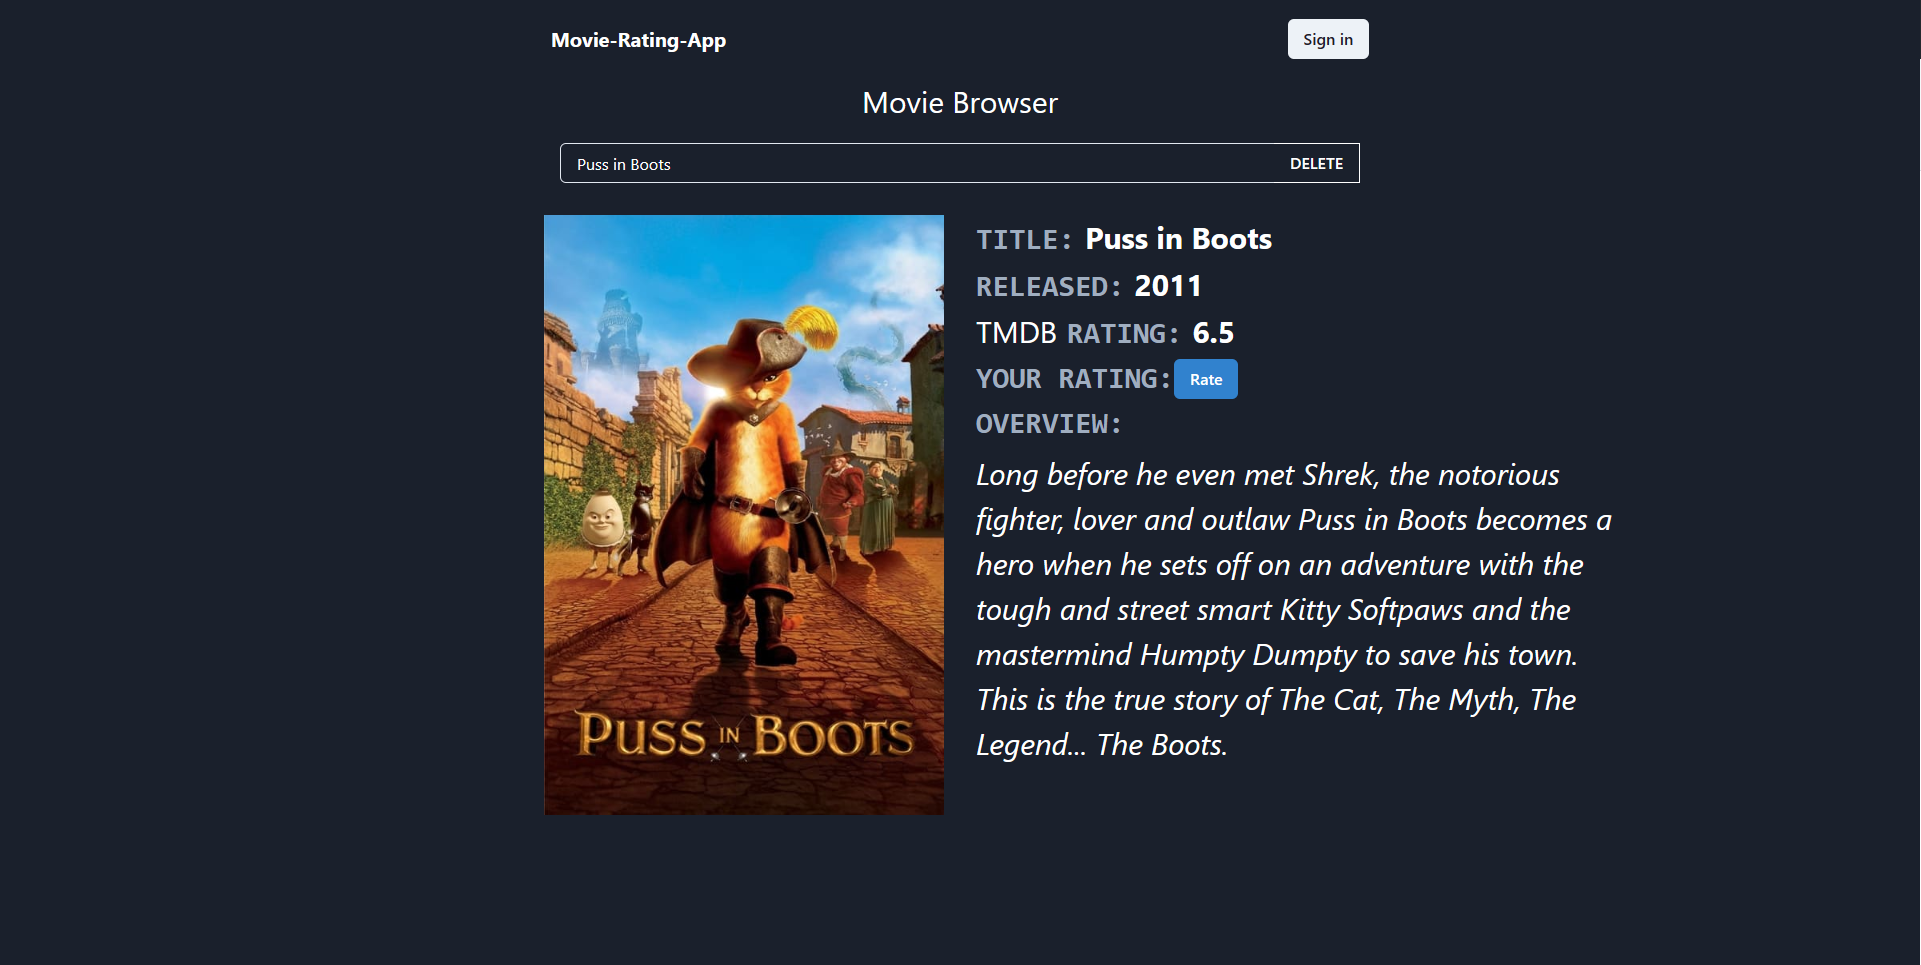 Movie-Rating-App
Sign in
Movie Browser
Puss in Boots
DELETE
PUSS IN BOOTS
TITLE: Puss in Boots
RELEASED: 2011
TMDB RATING: 6.5
YOUR RATING: Rate
OVERVIEW:
Long before he even met Shrek, the notorious
fighter, lover and outlaw Puss in Boots becomes a
hero when he sets off on an adventure with the
tough and street smart Kitty Softpaws and the
mastermind Humpty Dumpty to save his town.
This is the true story of The Cat, The Myth, The
Legend... The Boots.